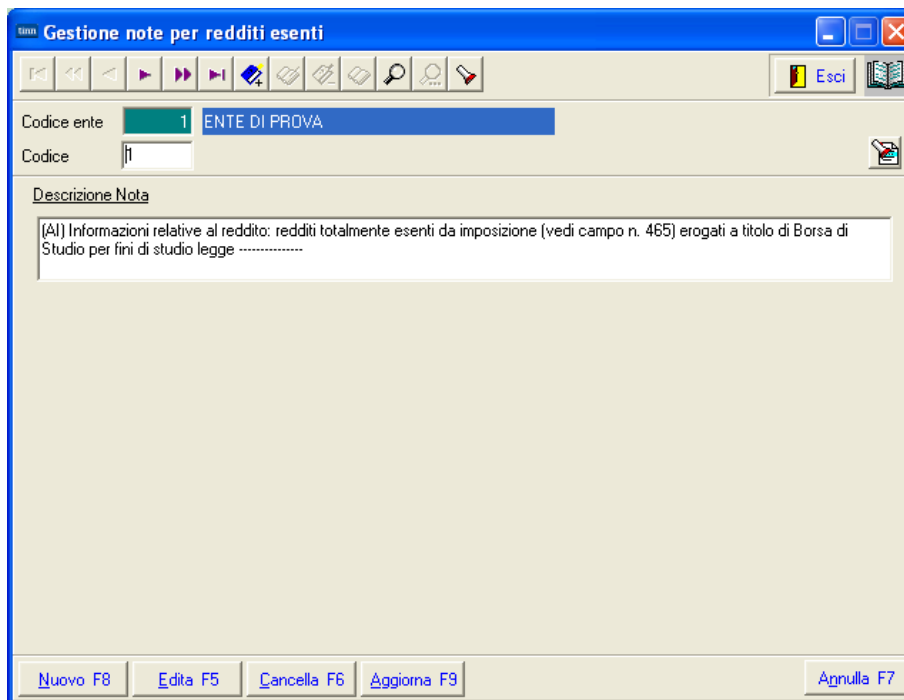 tinn Gestione note per redditi esenti
Esci
Codice ente 1 ENTE DI PROVA
Codice 1
Descrizione Nota
(AI) Informazioni relative al reddito: redditi totalmente esenti da imposizione (vedi campo n. 465) erogati a titolo di Borsa di
Studio per fini di studio legge ---------------
Nuovo F8 Edita F5 Cancella F6 Aggiorna F9 Annulla F7